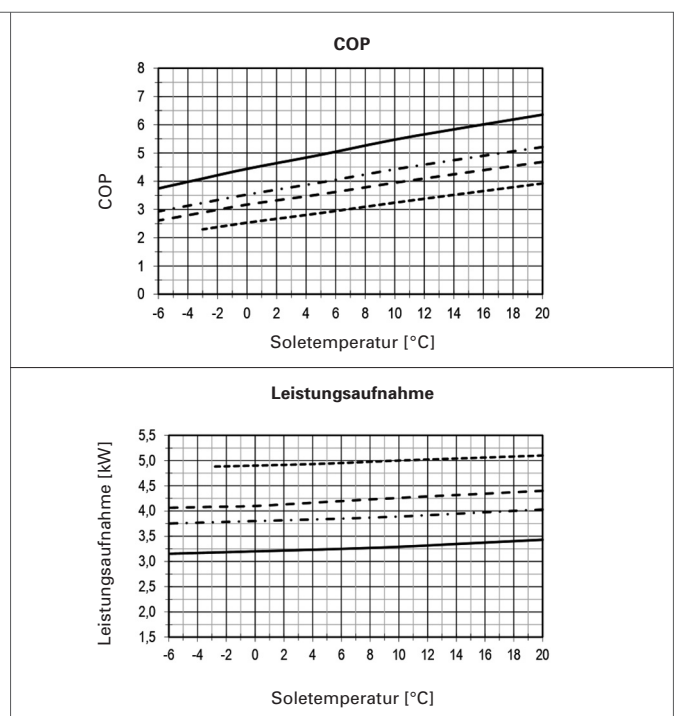 COP
8
7
6
5
4
3
2
1
0
COP
-6 -4 -2 0 2 4 6 8 10 12 14 16 18 20
Soletemperatur [°C]
Leistungsaufnahme
5,5
5,0
4,5
4,0
3,5
3,0
2,5
2,0
1,5
Leistungsaufnahme [kW]
-6 -4 -2 0 2 4 6 8 10 12 14 16 18 20
Soletemperatur [°C]